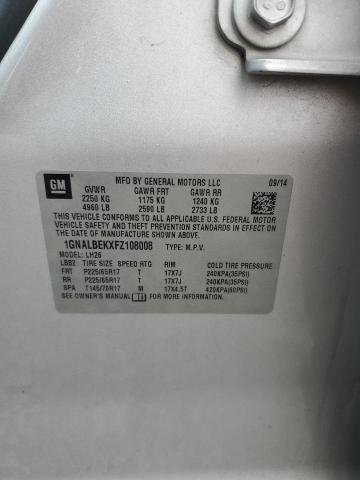 GM
MFD BY GENERAL MOTORS LLC 09/14
GVWR GAWR FRT GAWR RR
2250 KG 1175 KG 1240 KG
4960 LB 2590 LB 2733 LB
THIS VEHICLE CONFORMS TO ALL APPLICABLE U.S. FEDERAL MOTOR
VEHICLE SAFETY, BUMPER, AND THEFT PREVENTION STANDARDS IN
EFFECT ON THE DATE OF MANUFACTURE SHOWN ABOVE.
1GNALBEKXFZ108008 TYPE: M.P.V.
MODEL: LH26
LBB2 TIRE SIZE SPEED RTG RIM COLD TIRE PRESSURE
FRT P225/65R17 T 17X7J 240KPA(35PSI)
RR P225/65R17 T 17X7J 240KPA(35PSI)
SPA T145/70R17 M 17X4.5T 420KPA(60PSI)
SEE OWNER'S MANUAL FOR ADDITIONAL INFORMATION